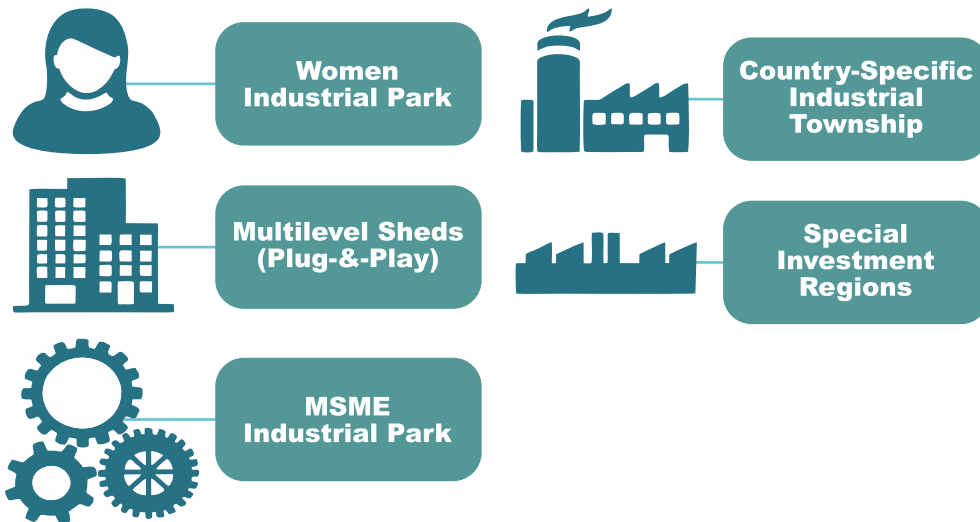 Women
Industrial Park
Multilevel Sheds
(Plug-&-Play)
MSME
Industrial Park
Country-Specific
Industrial
Township
Special
Investment
Regions